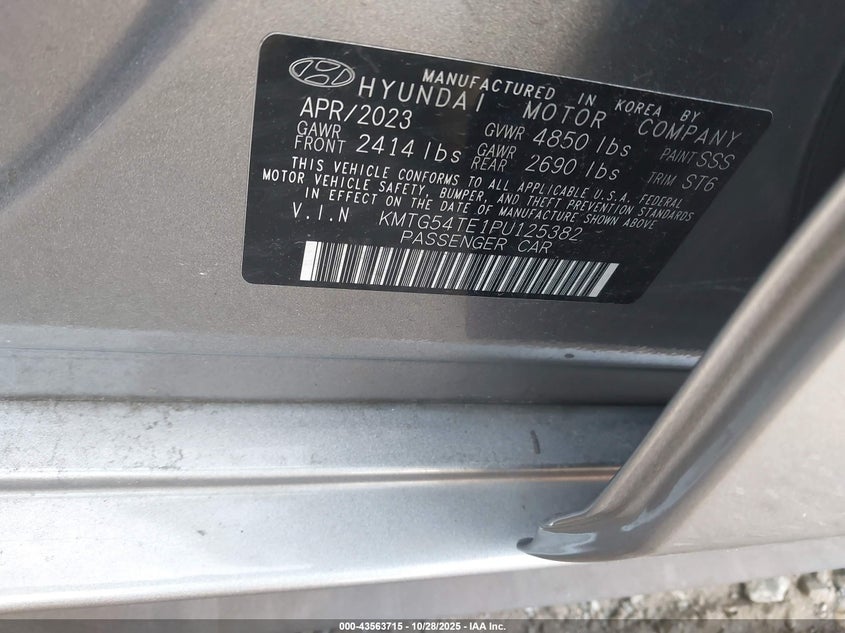 MANUFACTURED IN KOREA BY
HYUNDAI MOTOR COMPANY
APR/2023 GVWR 4850 lbs PAINT SSS
GAWR FRONT 2414 lbs GAWR REAR 2690 lbs TRIM ST6
THIS VEHICLE CONFORMS TO ALL APPLICABLE U.S.A. FEDERAL
MOTOR VEHICLE SAFETY, BUMPER, AND THEFT PREVENTION STANDARDS
IN EFFECT ON THE DATE OF MANUFACTURE SHOWN ABOVE
V.I.N KMTG54TE1PU125382
PASSENGER CAR
000-43563715 - 10/28/2025 - IAA Inc.